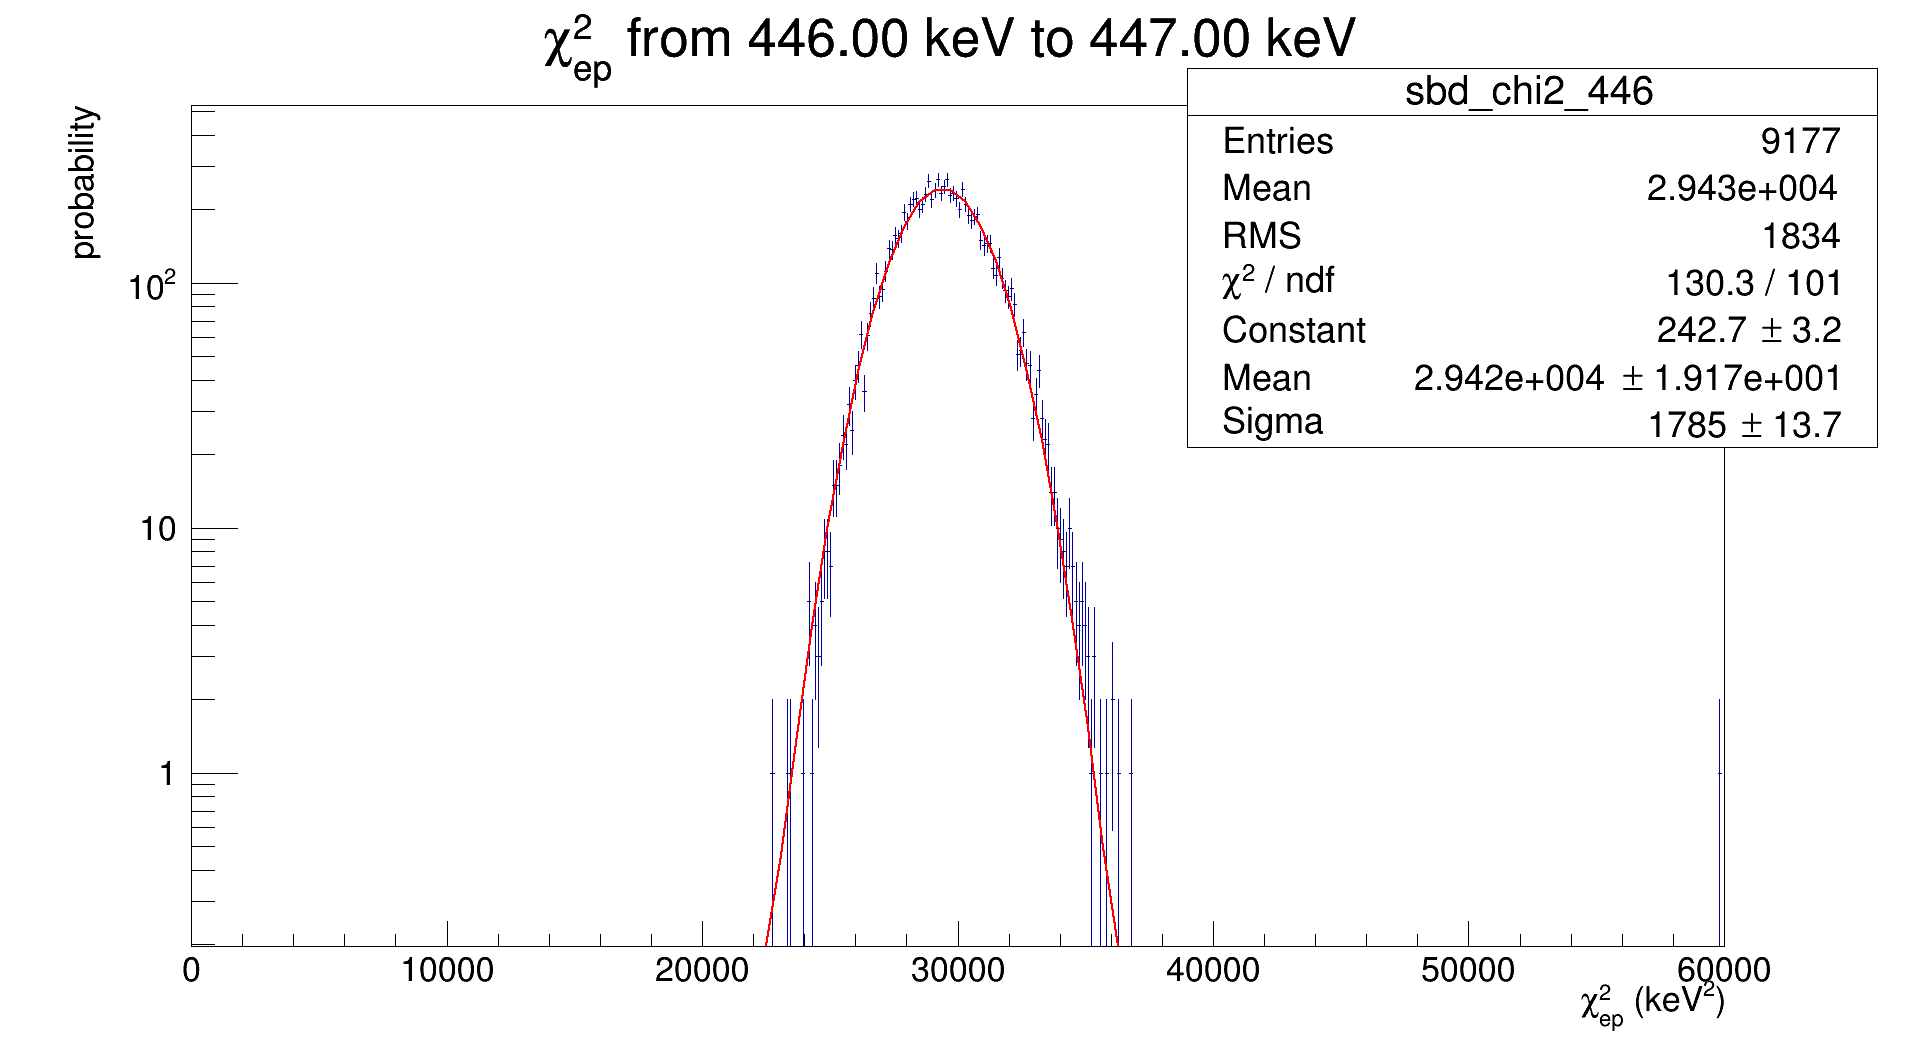 χ²ep from 446.00 keV to 447.00 keV
sbd_chi2_446
Entries 9177
Mean 2.943e+004
RMS 1834
χ² / ndf 130.3 / 101
Constant 242.7 ± 3.2
Mean 2.942e+004 ± 1.917e+001
Sigma 1785 ± 13.7
probability
10²
10
1
0 10000 20000 30000 40000 50000 60000
χ²ep (keV²)